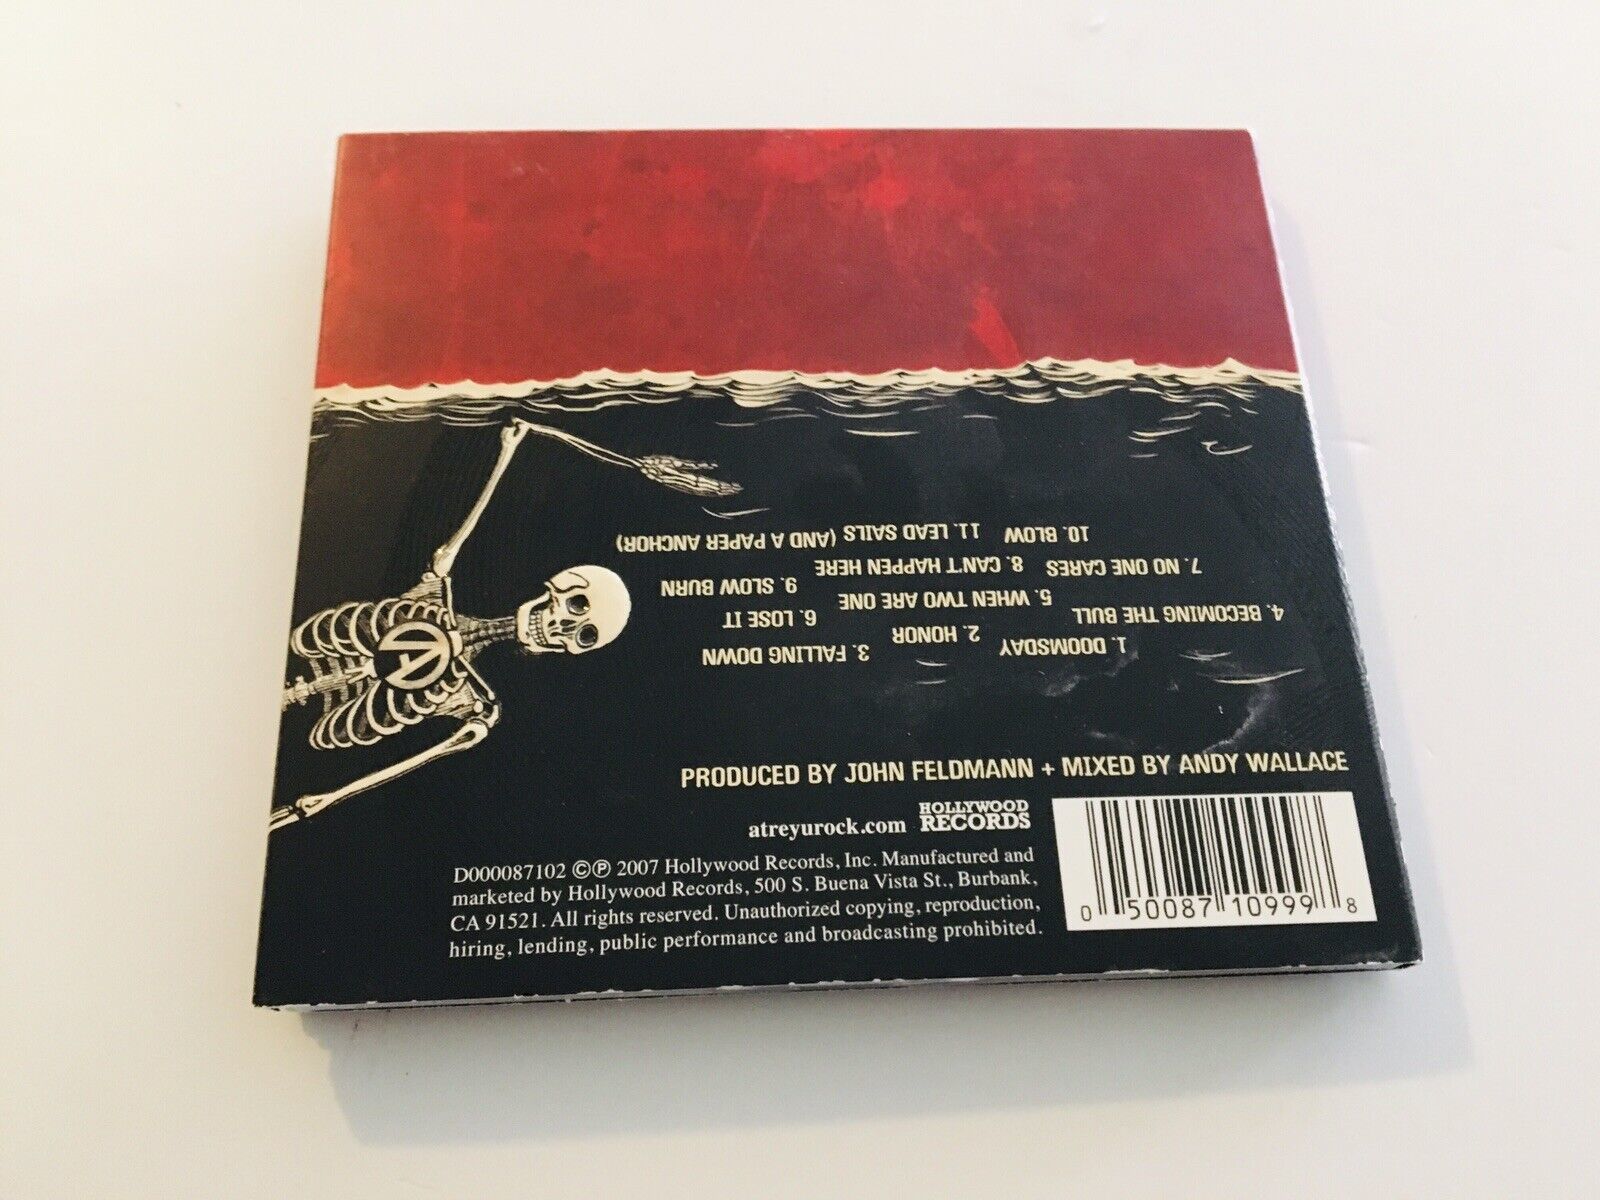 1. DOOMSDAY 2. HONOR 3. FALLING DOWN
4. BECOMING THE BULL 5. WHEN TWO ARE ONE 6. LOSE IT
7. NO ONE CARES 8. CAN'T HAPPEN HERE 9. SLOW BURN
10. BLOW 11. LEAD SAILS (AND A PAPER ANCHOR)
PRODUCED BY JOHN FELDMANN + MIXED BY ANDY WALLACE
atreyurock.com HOLLYWOOD RECORDS
D000087102 ©℗ 2007 Hollywood Records, Inc. Manufactured and
marketed by Hollywood Records, 500 S. Buena Vista St., Burbank,
CA 91521. All rights reserved. Unauthorized copying, reproduction,
hiring, lending, public performance and broadcasting prohibited.
0 50087 10999 8